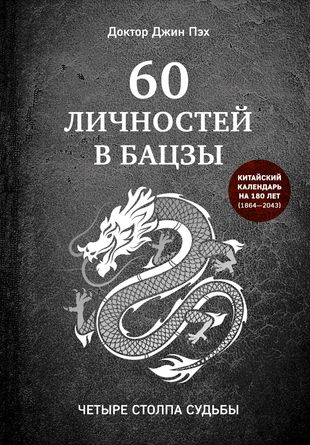 Доктор Джин Пэх
60
ЛИЧНОСТЕЙ
В БАЦЗЫ
КИТАЙСКИЙ
КАЛЕНДАРЬ
НА 180 ЛЕТ
(1864—2043)
ЧЕТЫРЕ СТОЛПА СУДЬБЫ